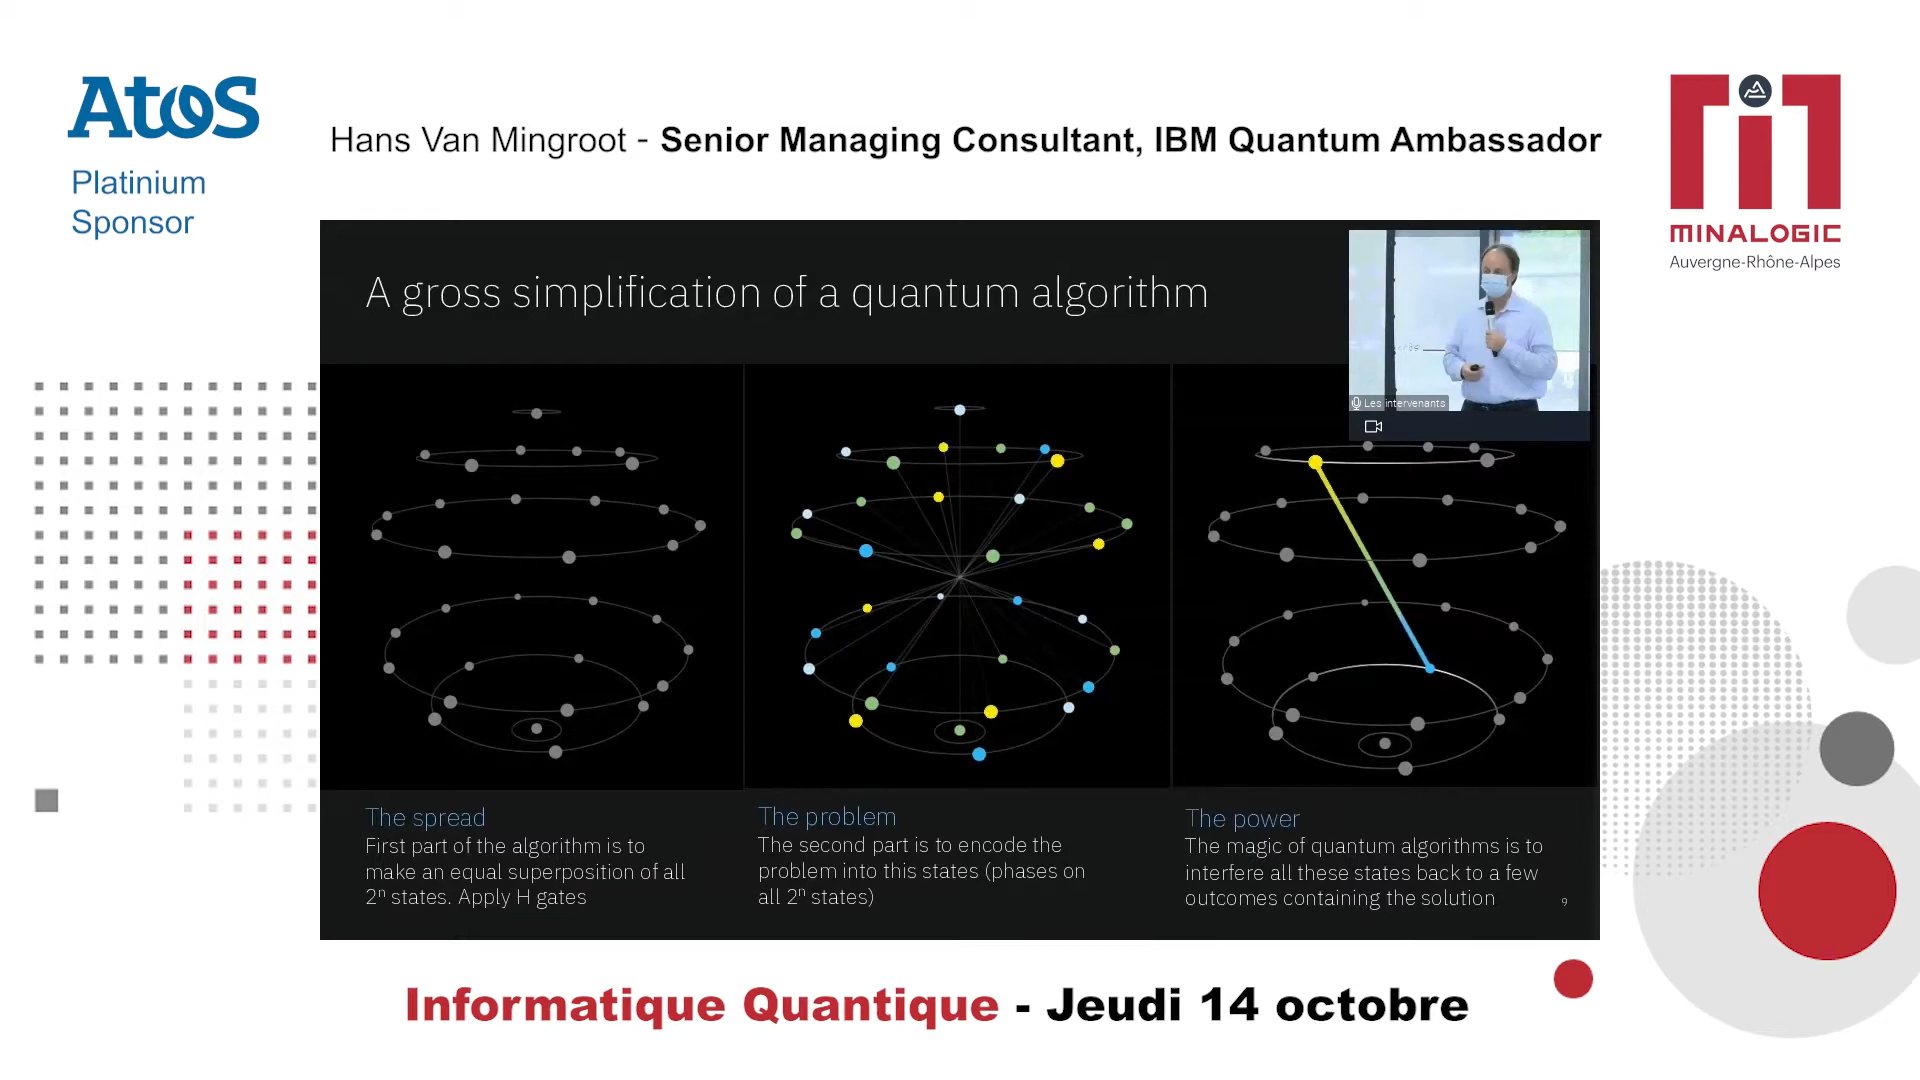 Atos
Platinium
Sponsor
Hans Van Mingroot - Senior Managing Consultant, IBM Quantum Ambassador
MINALOGIC
Auvergne-Rhône-Alpes
A gross simplification of a quantum algorithm
Les intervenants
The spread
First part of the algorithm is to
make an equal superposition of all
2ⁿ states. Apply H gates
The problem
The second part is to encode the
problem into this states (phases on
all 2ⁿ states)
The power
The magic of quantum algorithms is to
interfere all these states back to a few
outcomes containing the solution
9
Informatique Quantique - Jeudi 14 octobre